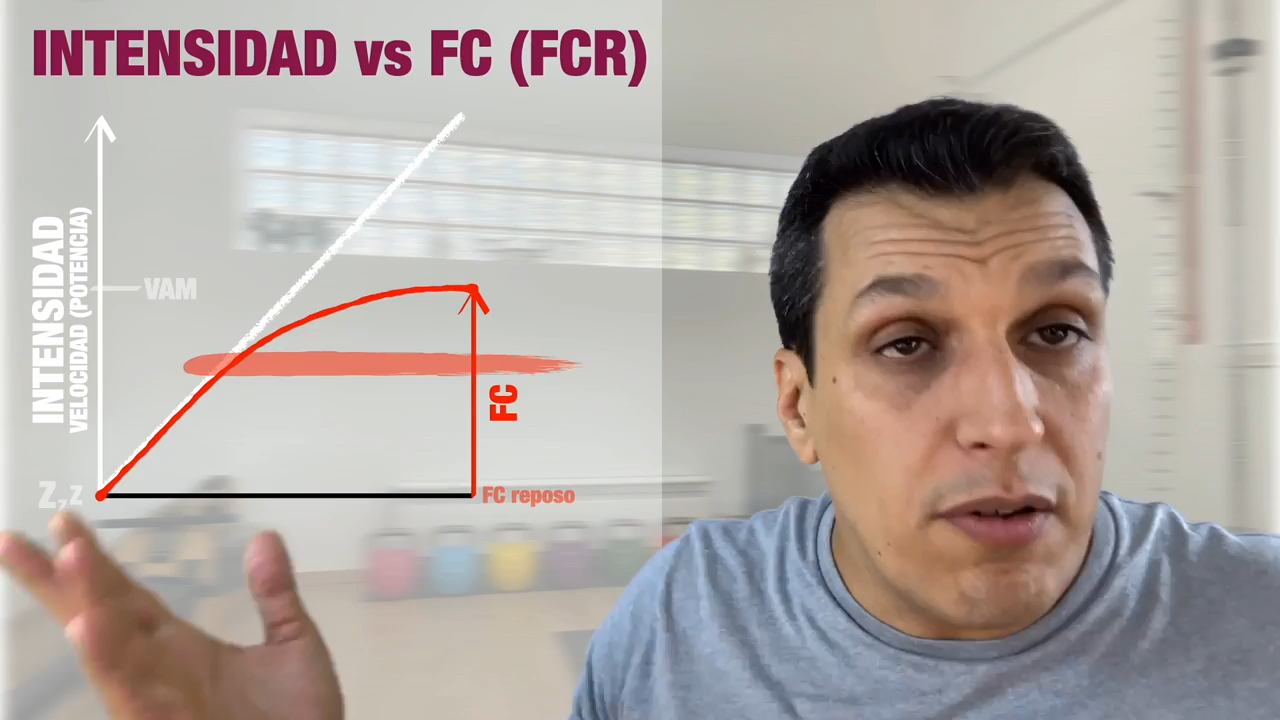 INTENSIDAD vs FC (FCR)
INTENSIDAD
VELOCIDAD (POTENCIA)
VAM
FC
Z, z
FC reposo